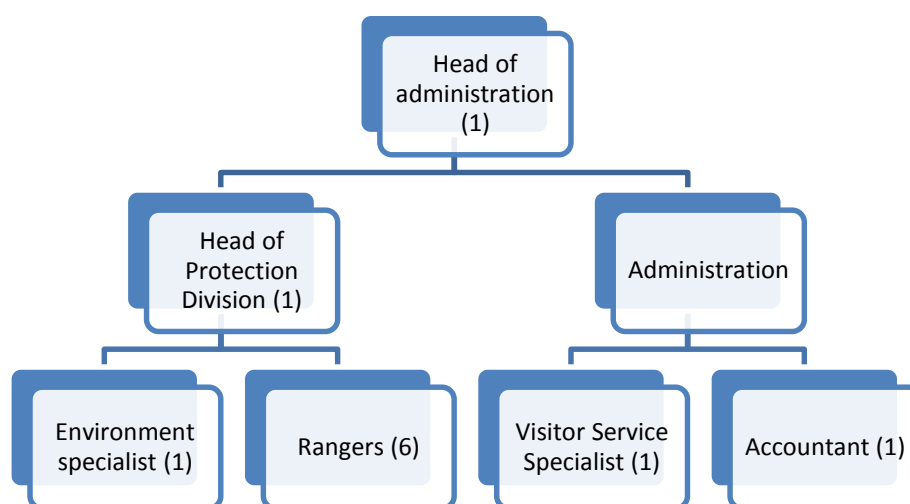 Head of
administration
(1)
Head of
Protection
Division (1)
Administration
Environment
specialist (1)
Rangers (6)
Visitor Service
Specialist (1)
Accountant (1)